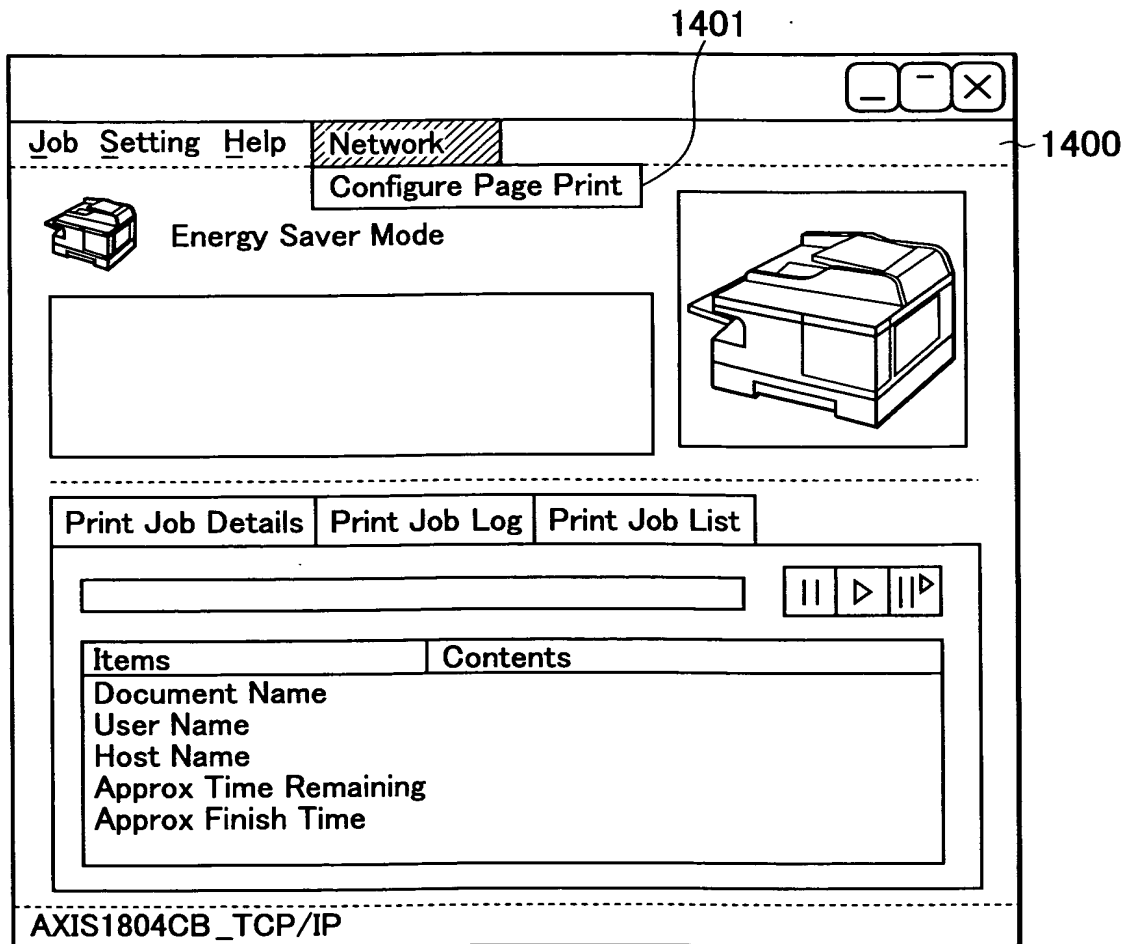 1401
1400
Job Setting Help Network
Configure Page Print
Energy Saver Mode
Print Job Details Print Job Log Print Job List
Items Contents
Document Name
User Name
Host Name
Approx Time Remaining
Approx Finish Time
AXIS1804CB_TCP/IP